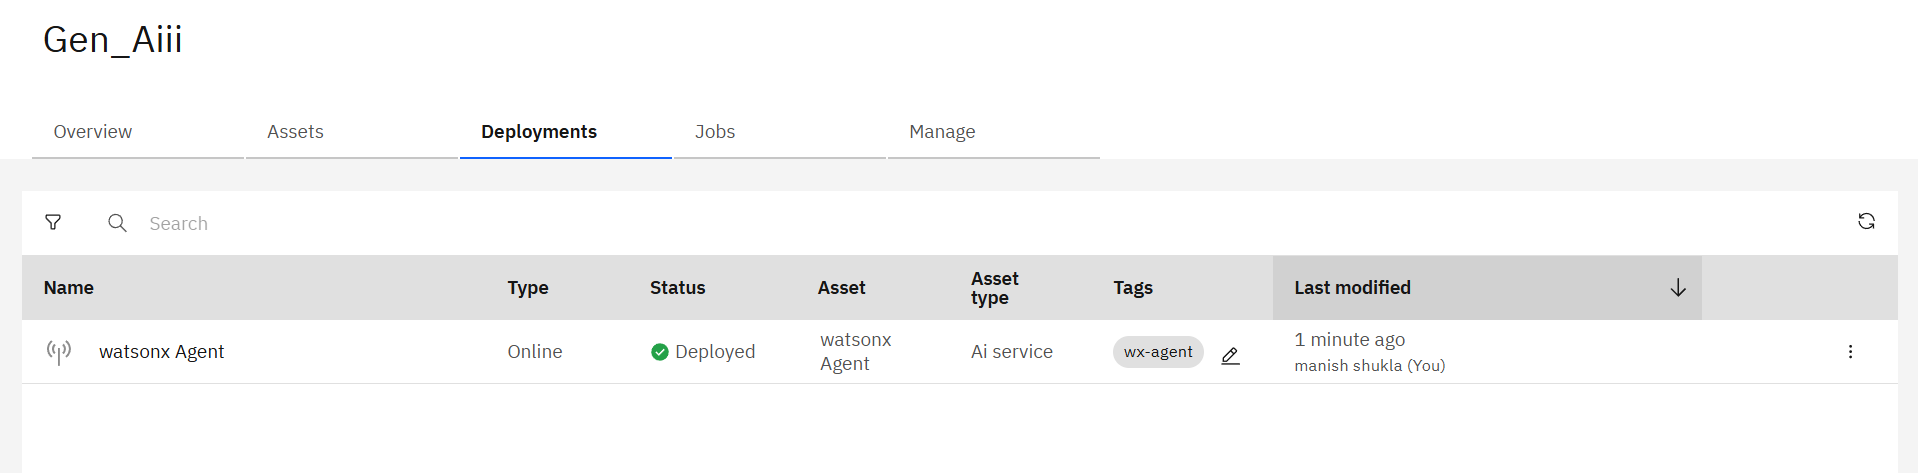 Gen_Aiii
Overview
Assets
Deployments
Jobs
Manage
Search
Name
Type
Status
Asset
Asset
type
Tags
Last modified
watsonx Agent
Online
Deployed
watsonx
Agent
Ai service
wx-agent
1 minute ago
manish shukla (You)